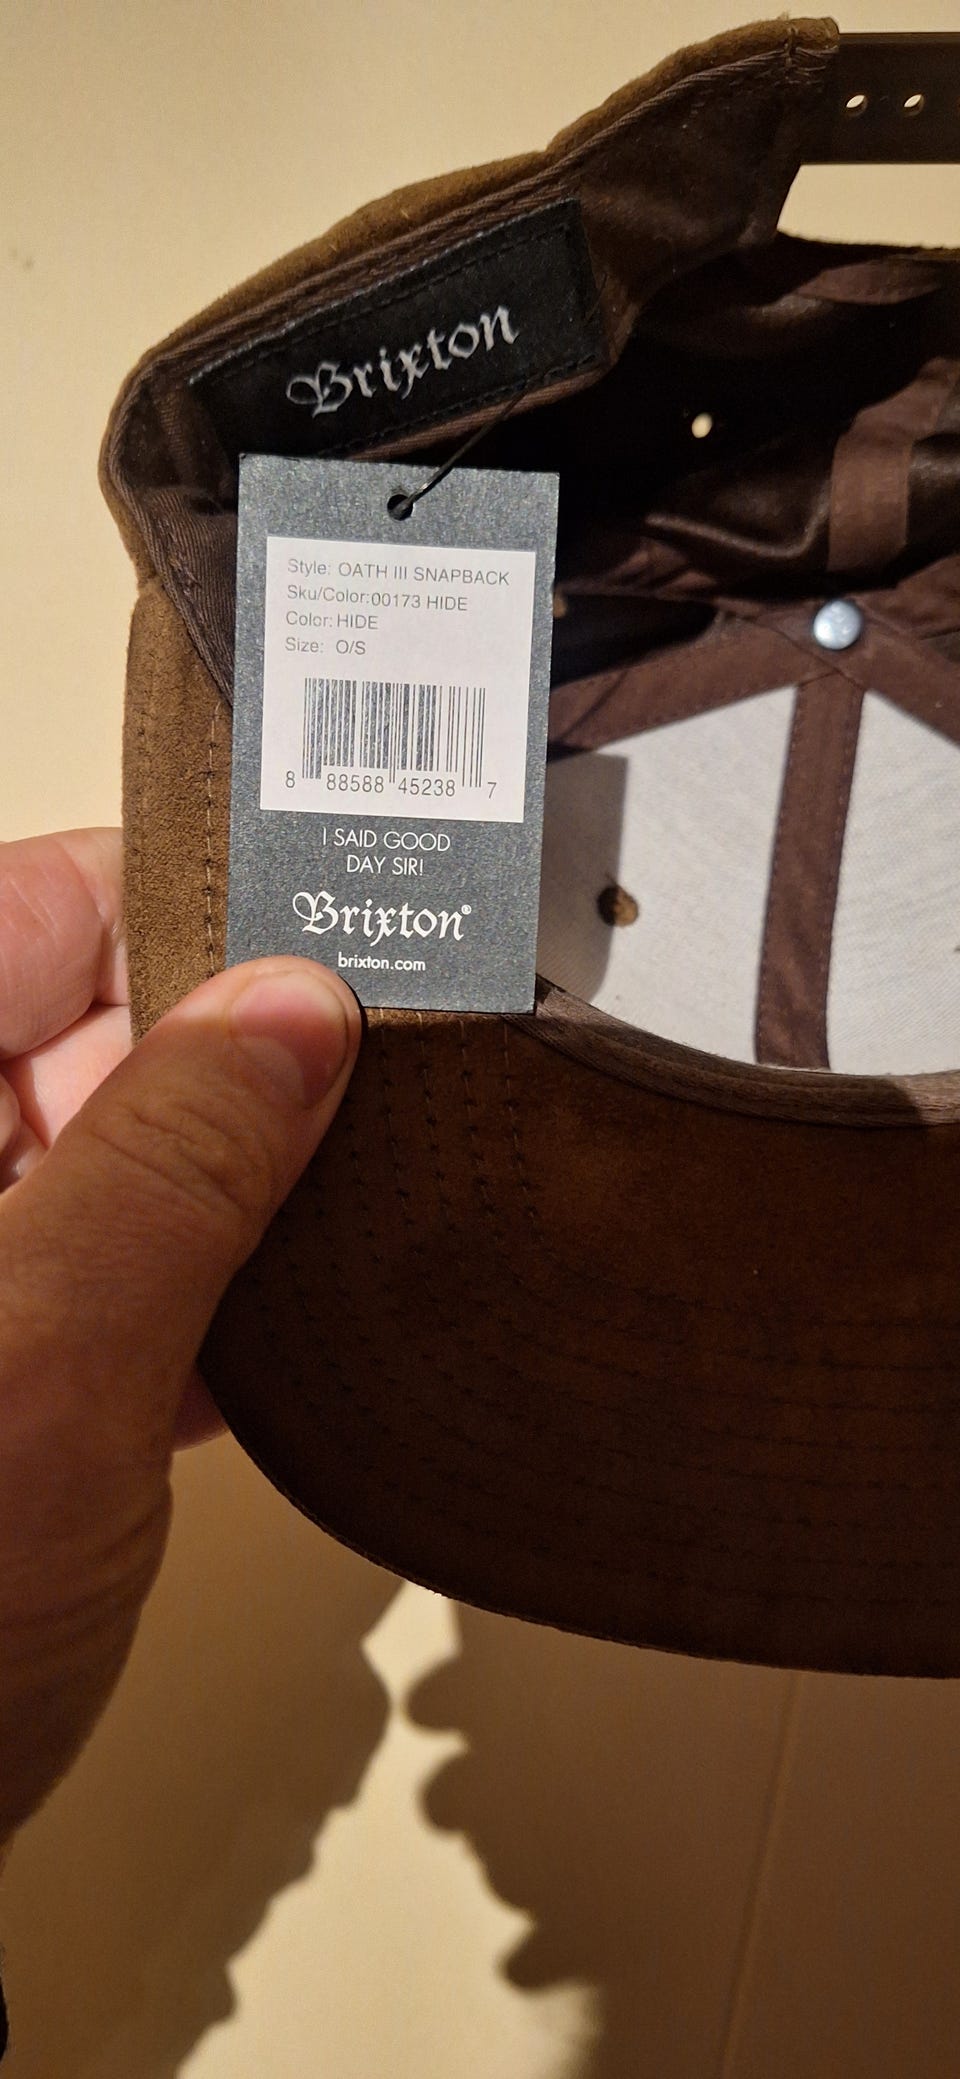 Brixton
Style: OATH III SNAPBACK
Sku/Color:00173 HIDE
Color: HIDE
Size: O/S
8 88588 45238 7
I SAID GOOD
DAY SIR!
Brixton®
brixton.com